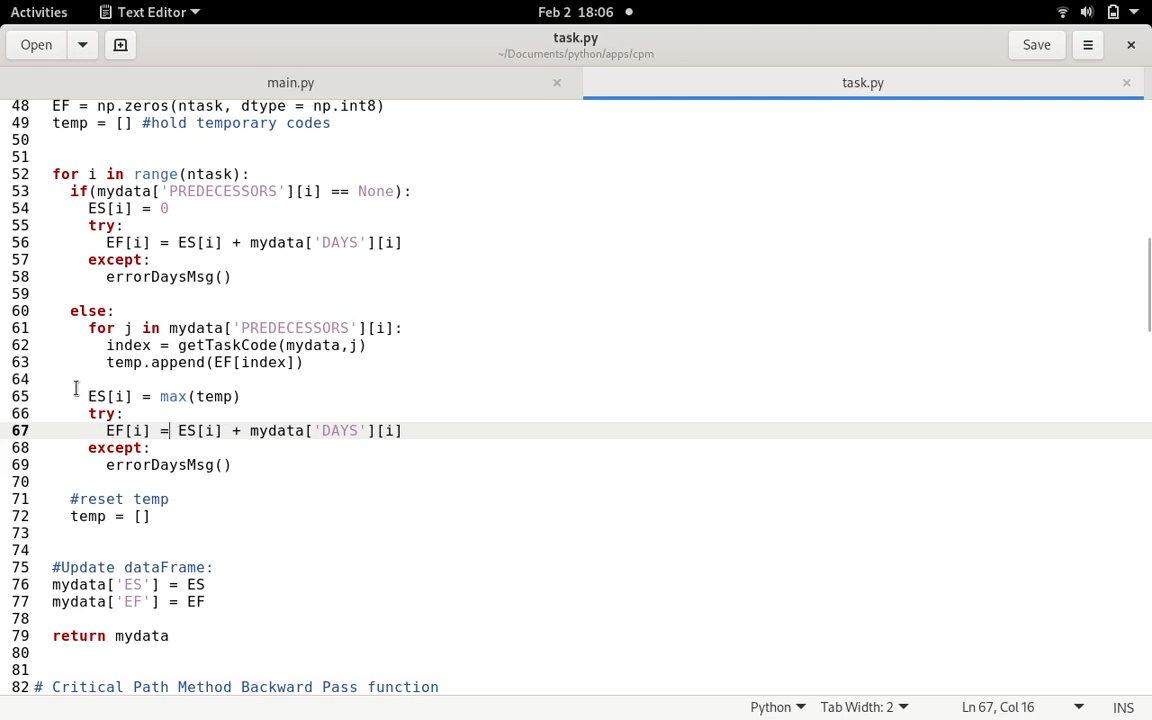 Activities Text Editor Feb 2 18:06
Open task.py Save
~/Documents/python/apps/cpm
main.py task.py
48 EF = np.zeros(ntask, dtype = np.int8)
49 temp = [] #hold temporary codes
50
51
52 for i in range(ntask):
53 if(mydata['PREDECESSORS'][i] == None):
54 ES[i] = 0
55 try:
56 EF[i] = ES[i] + mydata['DAYS'][i]
57 except:
58 errorDaysMsg()
59
60 else:
61 for j in mydata['PREDECESSORS'][i]:
62 index = getTaskCode(mydata,j)
63 temp.append(EF[index])
64
65 ES[i] = max(temp)
66 try:
67 EF[i] = ES[i] + mydata['DAYS'][i]
68 except:
69 errorDaysMsg()
70
71 #reset temp
72 temp = []
73
74
75 #Update dataFrame:
76 mydata['ES'] = ES
77 mydata['EF'] = EF
78
79 return mydata
80
81
82 # Critical Path Method Backward Pass function
Python Tab Width: 2 Ln 67, Col 16 INS